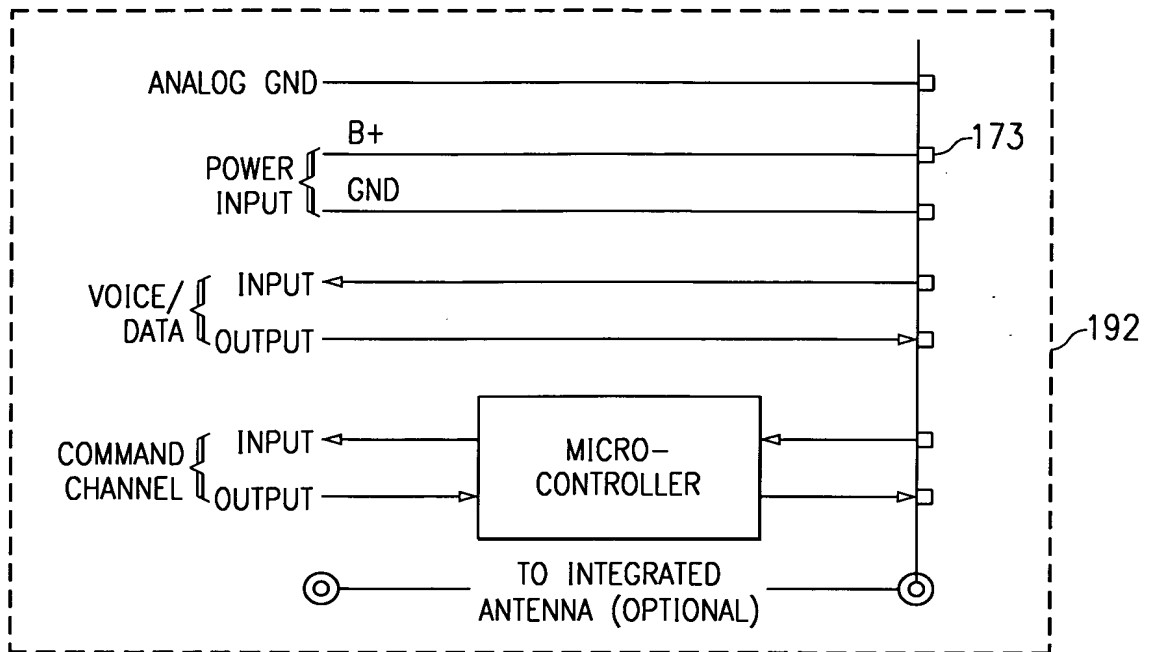 ANALOG GND
B+
173
POWER
INPUT
GND
INPUT
VOICE/
DATA
OUTPUT
192
INPUT
COMMAND
CHANNEL
OUTPUT
MICRO-
CONTROLLER
TO INTEGRATED
ANTENNA (OPTIONAL)